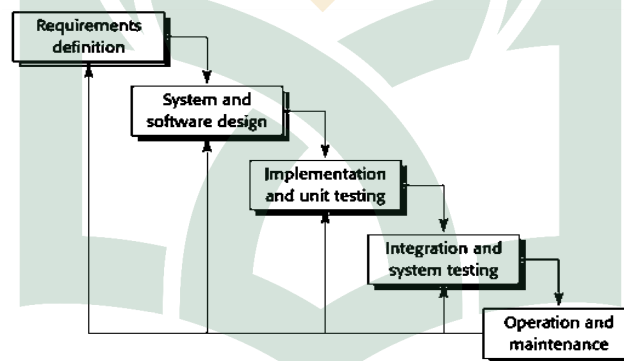 Requirements
definition
System and
software design
Implementation
and unit testing
Integration and
system testing
Operation and
maintenance